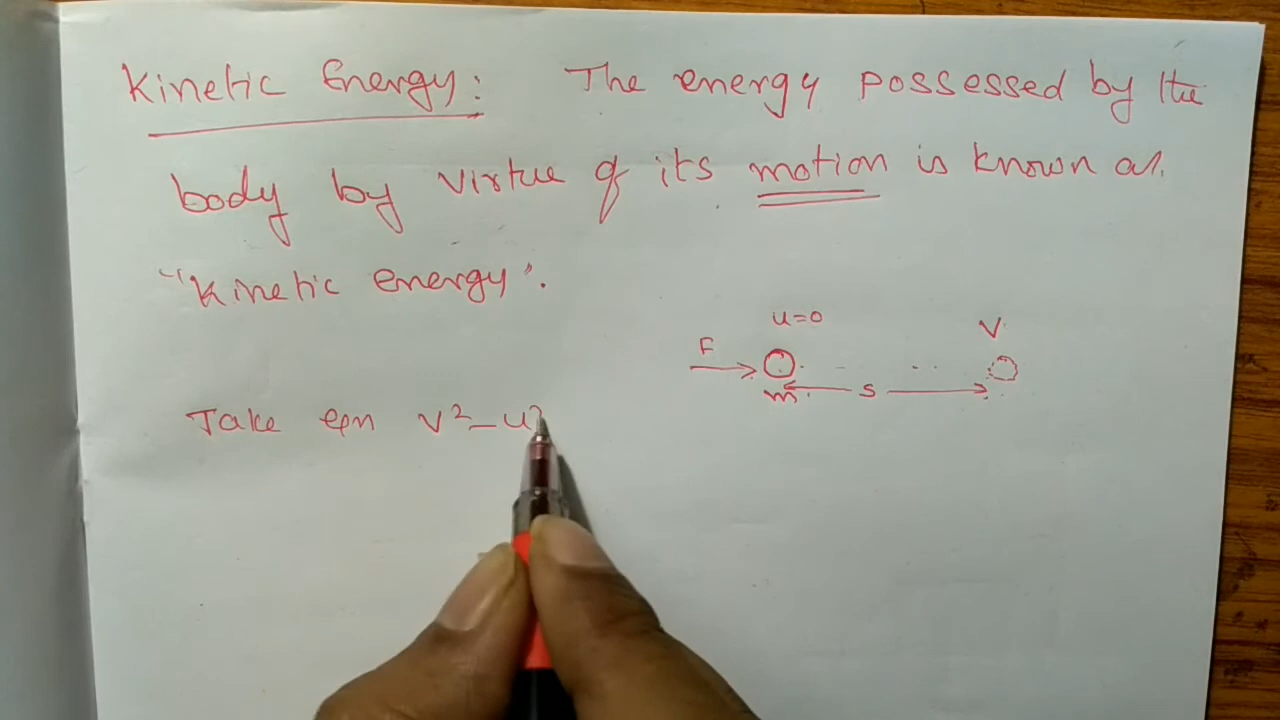 Kinetic Energy: The energy possessed by the
body by virtue of its motion is known as
"Kinetic energy".
u=0
V
F
m
s
Take eqn v²-u²